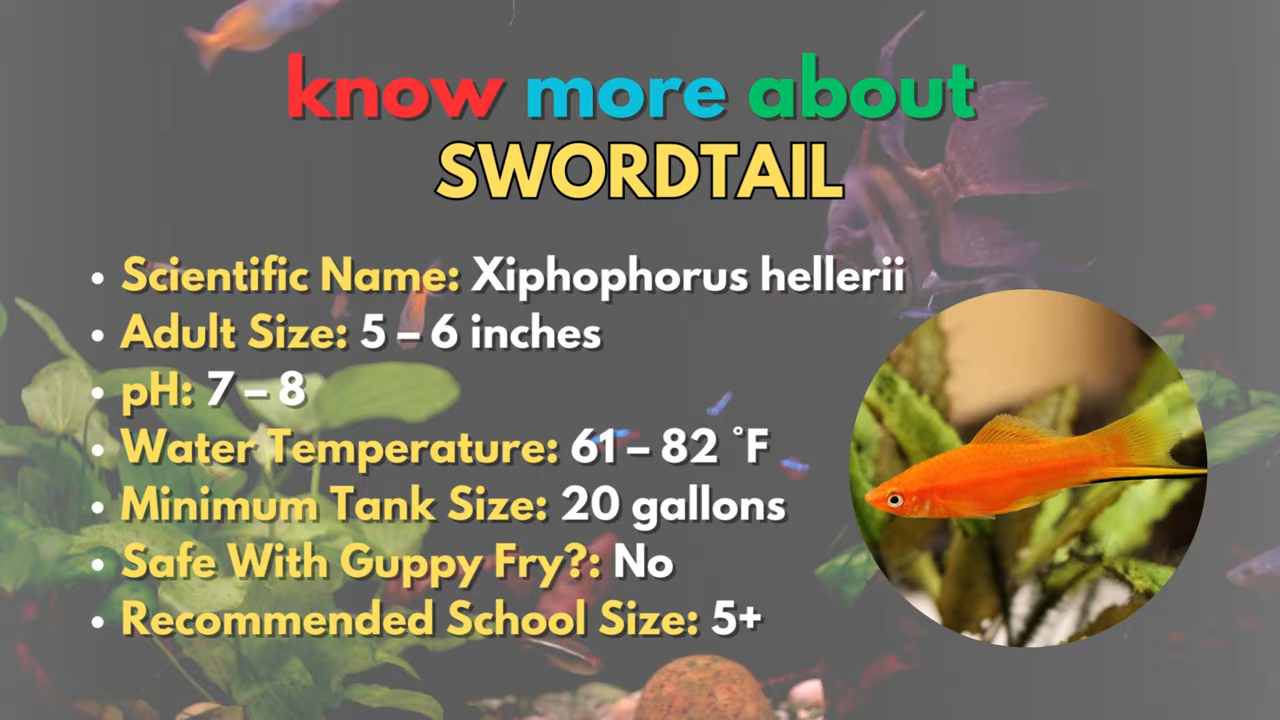 know more about
SWORDTAIL
• Scientific Name: Xiphophorus hellerii
• Adult Size: 5 – 6 inches
• pH: 7 – 8
• Water Temperature: 61 – 82 °F
• Minimum Tank Size: 20 gallons
• Safe With Guppy Fry?: No
• Recommended School Size: 5+